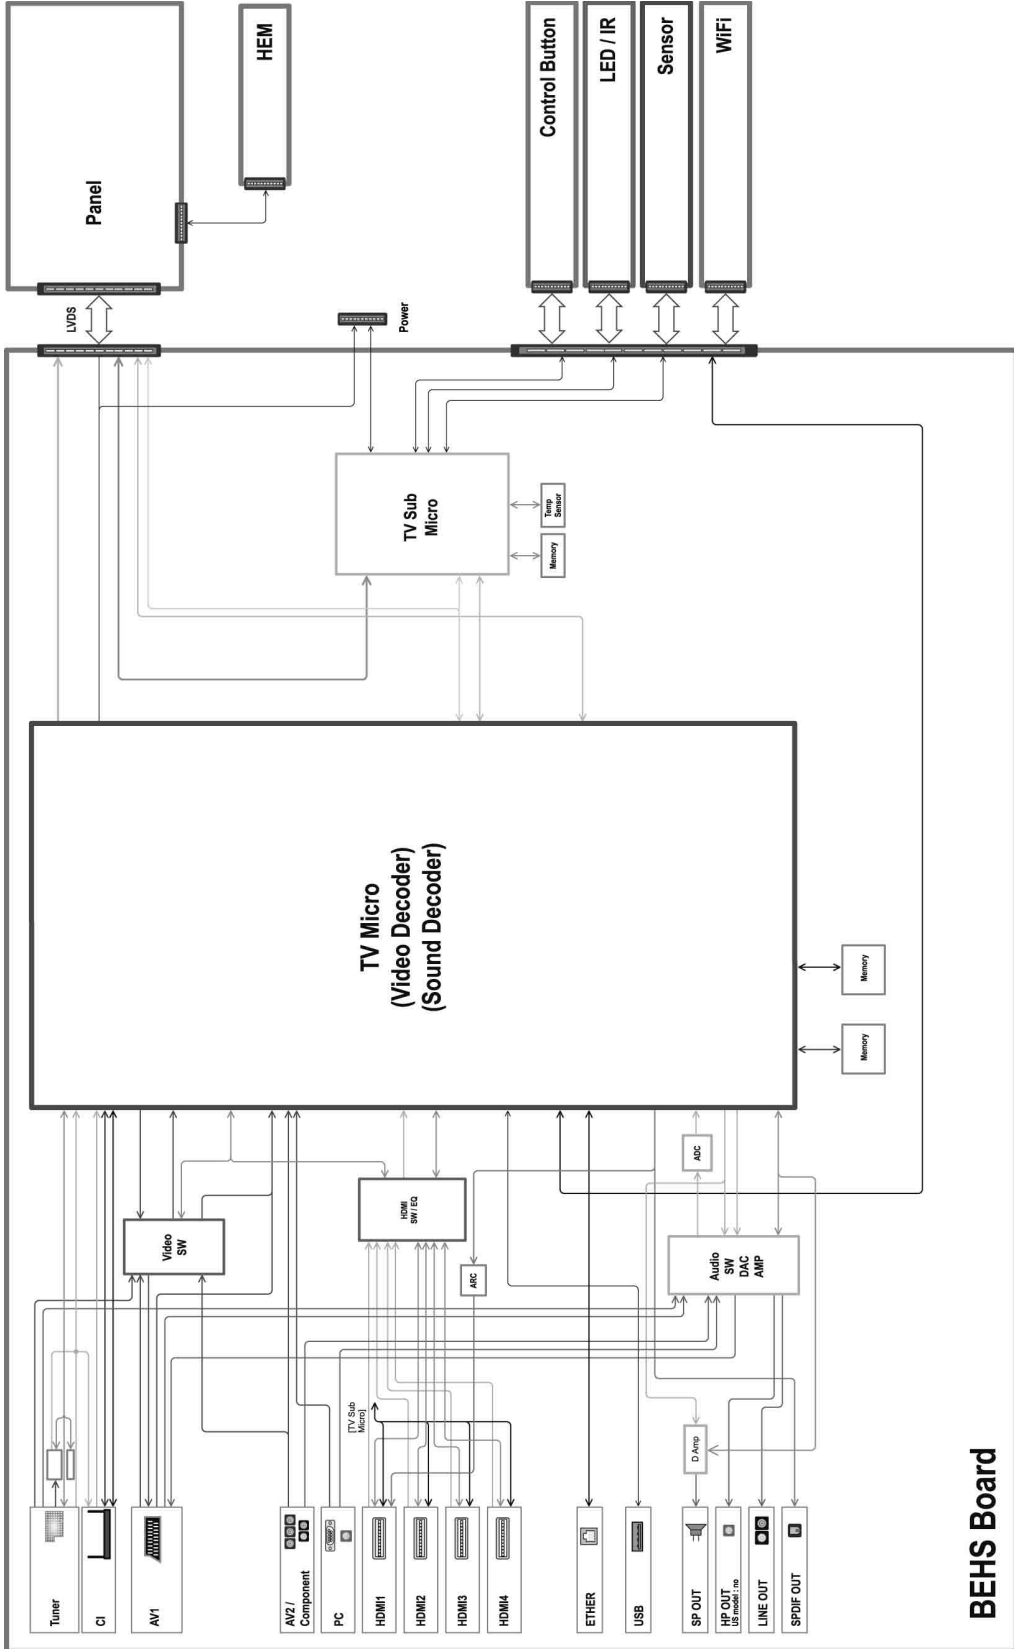 BEHS Board
Tuner
CI
AV1
AV2 /
Component
PC
HDMI1
HDMI2
HDMI3
HDMI4
ETHER
USB
SP OUT
HP OUT
US model : no
LINE OUT
SPDIF OUT
[TV Sub
Micro]
D Amp
Video
SW
HDMI
SW / EQ
ARC
ADC
Audio
SW
DAC
AMP
TV Micro
(Video Decoder)
(Sound Decoder)
Memory
Memory
TV Sub
Micro
Memory
Temp
Sensor
LVDS
Power
Panel
HEM
Control Button
LED / IR
Sensor
WiFi